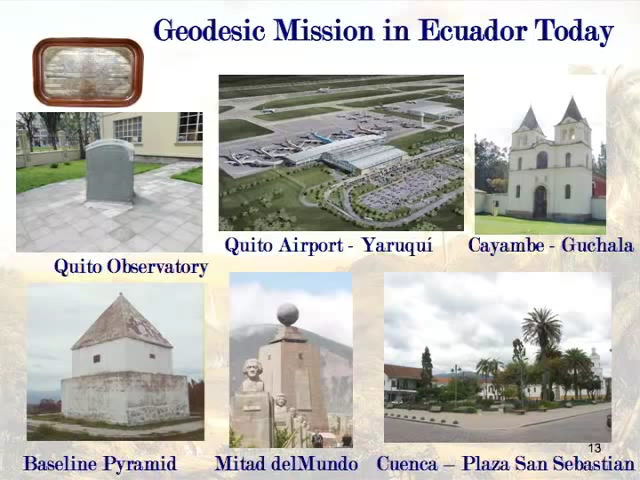 Geodesic Mission in Ecuador Today
Quito Airport - Yaruquí
Cayambe - Guchala
Quito Observatory
Baseline Pyramid
Mitad delMundo
Cuenca – Plaza San Sebastian
13